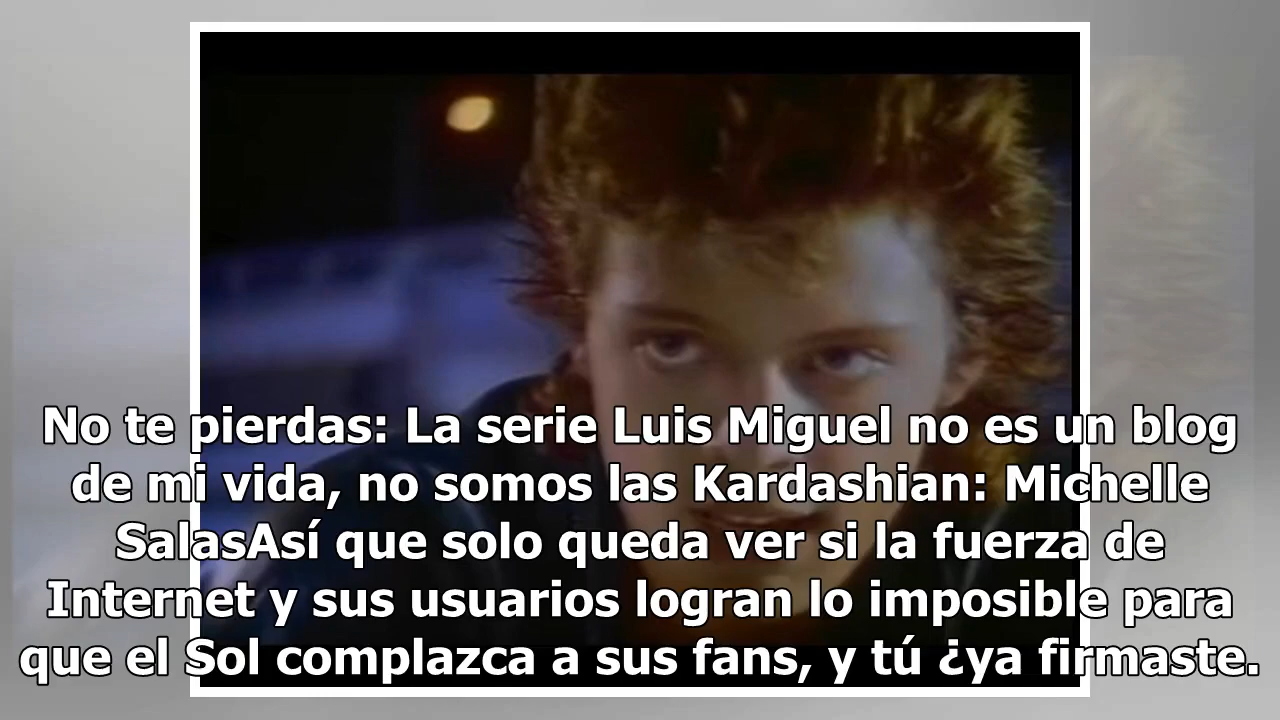 No te pierdas: La serie Luis Miguel no es un blog
de mi vida, no somos las Kardashian: Michelle
SalasAsí que solo queda ver si la fuerza de
Internet y sus usuarios logran lo imposible para
que el Sol complazca a sus fans, y tú ¿ya firmaste.